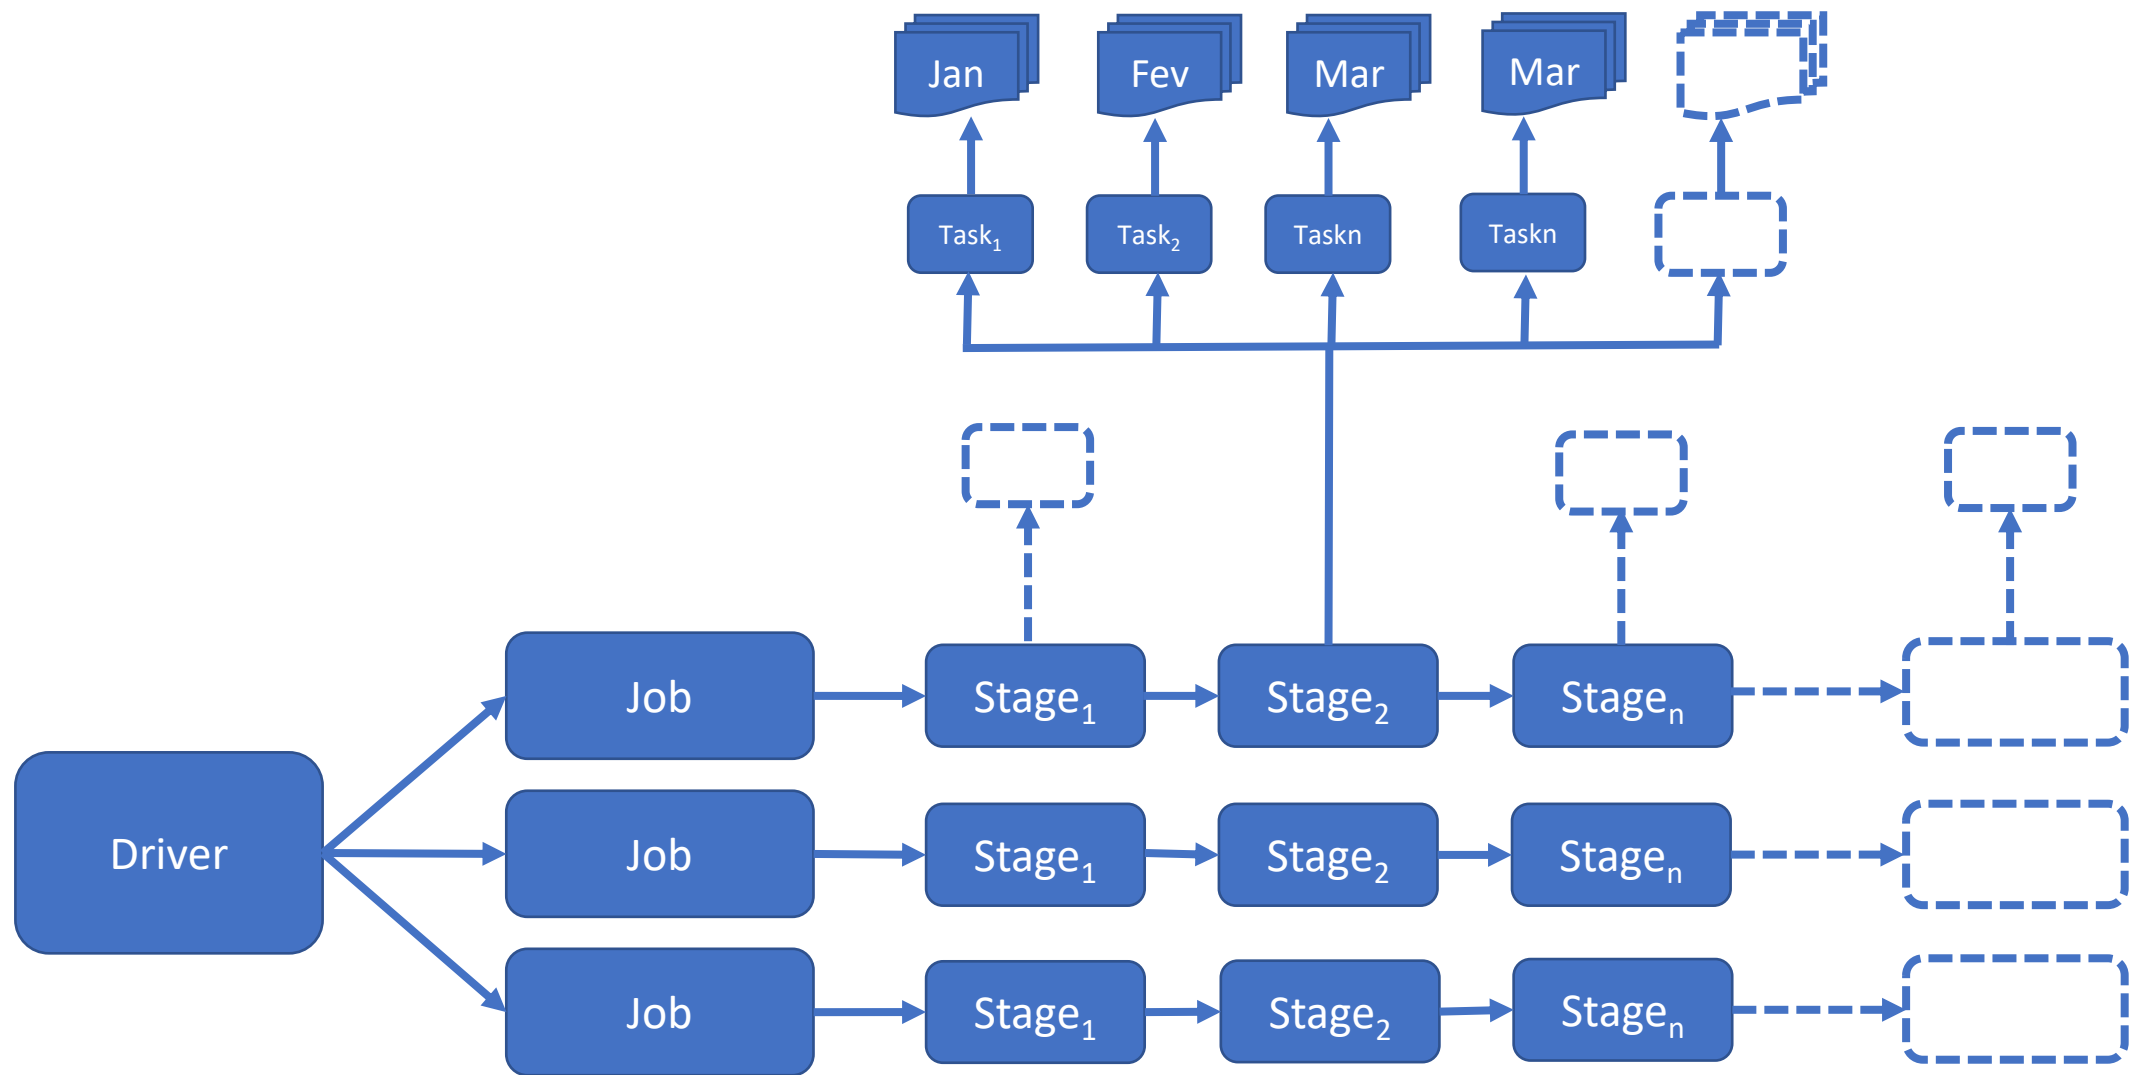 Jan
Fev
Mar
Mar
Task₁
Task₂
Taskn
Taskn
Job
Stage₁
Stage₂
Stageₙ
Driver
Job
Stage₁
Stage₂
Stageₙ
Job
Stage₁
Stage₂
Stageₙ